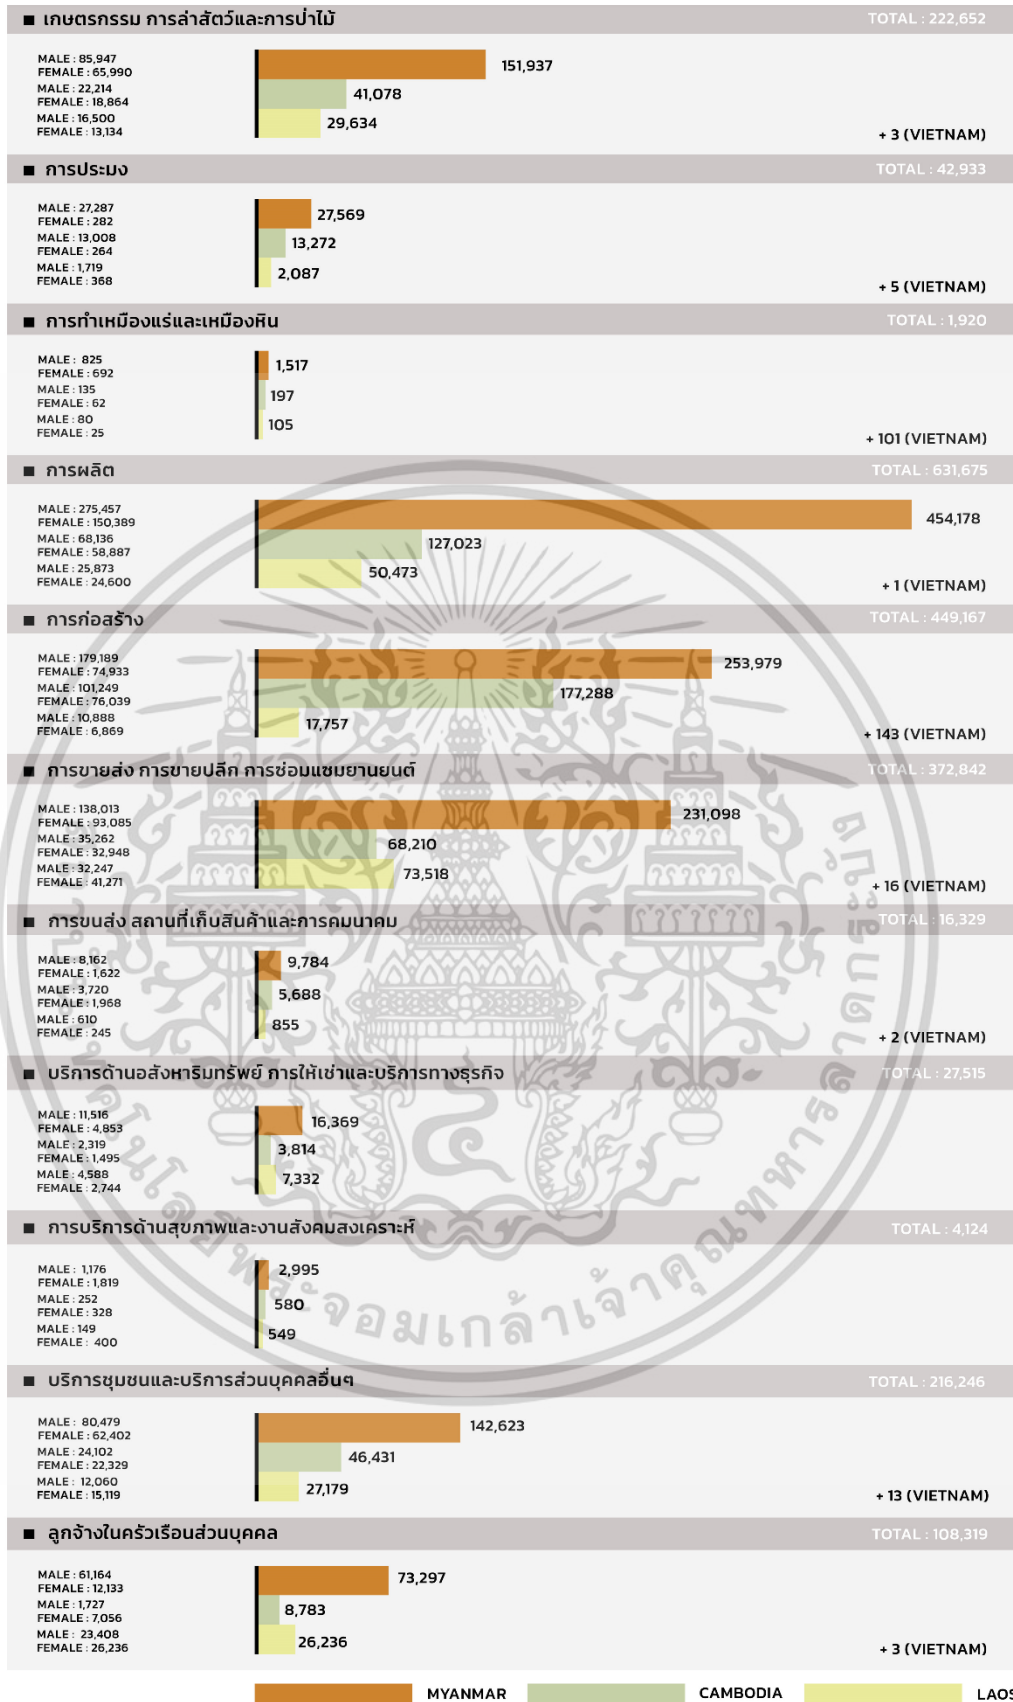 ■ เกษตรกรรม การล่าสัตว์และการป่าไม้ TOTAL : 222,652
MALE : 85,947
FEMALE : 65,990
151,937
MALE : 22,214
FEMALE : 18,864
41,078
MALE : 16,500
FEMALE : 13,134
29,634
+ 3 (VIETNAM)
■ การประมง TOTAL : 42,933
MALE : 27,287
FEMALE : 282
27,569
MALE : 13,008
FEMALE : 264
13,272
MALE : 1,719
FEMALE : 368
2,087
+ 5 (VIETNAM)
■ การทำเหมืองแร่และเหมืองหิน TOTAL : 1,920
MALE : 825
FEMALE : 692
1,517
MALE : 135
FEMALE : 62
197
MALE : 80
FEMALE : 25
105
+ 101 (VIETNAM)
■ การผลิต TOTAL : 631,675
MALE : 275,457
FEMALE : 150,389
454,178
MALE : 68,136
FEMALE : 58,887
127,023
MALE : 25,873
FEMALE : 24,600
50,473
+ 1 (VIETNAM)
■ การก่อสร้าง TOTAL : 449,167
MALE : 179,189
FEMALE : 74,933
253,979
MALE : 101,249
FEMALE : 76,039
177,288
MALE : 10,888
FEMALE : 6,869
17,757
+ 143 (VIETNAM)
■ การขายส่ง การขายปลีก การซ่อมแซมยานยนต์ TOTAL : 372,842
MALE : 138,013
FEMALE : 93,085
231,098
MALE : 35,262
FEMALE : 32,948
68,210
MALE : 32,247
FEMALE : 41,271
73,518
+ 16 (VIETNAM)
■ การขนส่ง สถานที่เก็บสินค้าและการคมนาคม TOTAL : 16,329
MALE : 8,162
FEMALE : 1,622
9,784
MALE : 3,720
FEMALE : 1,968
5,688
MALE : 610
FEMALE : 245
855
+ 2 (VIETNAM)
■ บริการด้านอสังหาริมทรัพย์ การให้เช่าและบริการทางธุรกิจ TOTAL : 27,515
MALE : 11,516
FEMALE : 4,853
16,369
MALE : 2,319
FEMALE : 1,495
3,814
MALE : 4,588
FEMALE : 2,744
7,332
■ การบริการด้านสุขภาพและงานสังคมสงเคราะห์ TOTAL : 4,124
MALE : 1,176
FEMALE : 1,819
2,995
MALE : 252
FEMALE : 328
580
MALE : 149
FEMALE : 400
549
■ บริการชุมชนและบริการส่วนบุคคลอื่นๆ TOTAL : 216,246
MALE : 80,479
FEMALE : 62,402
142,623
MALE : 24,102
FEMALE : 22,329
46,431
MALE : 12,060
FEMALE : 15,119
27,179
+ 13 (VIETNAM)
■ ลูกจ้างในครัวเรือนส่วนบุคคล TOTAL : 108,319
MALE : 61,164
FEMALE : 12,133
73,297
MALE : 1,727
FEMALE : 7,056
8,783
MALE : 23,408
FEMALE : 26,236
26,236
+ 3 (VIETNAM)
MYANMAR CAMBODIA LAOS